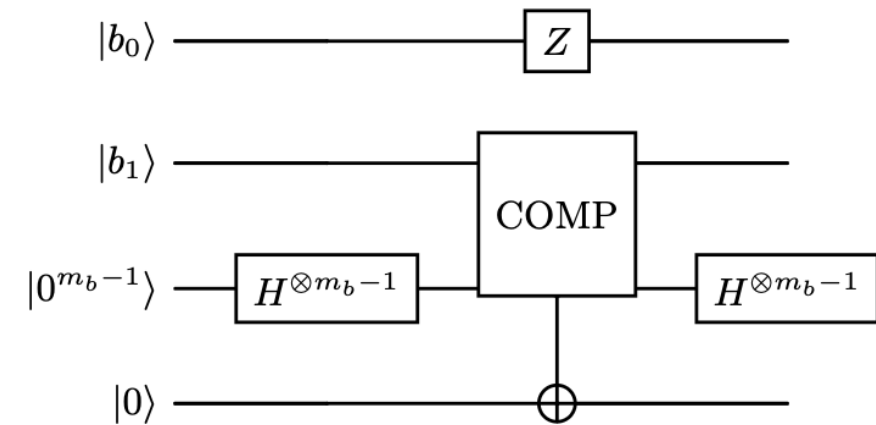 |b₀⟩ Z
|b₁⟩
COMP
|0^{m_b−1}⟩ H^{⊗m_b−1} H^{⊗m_b−1}
|0⟩